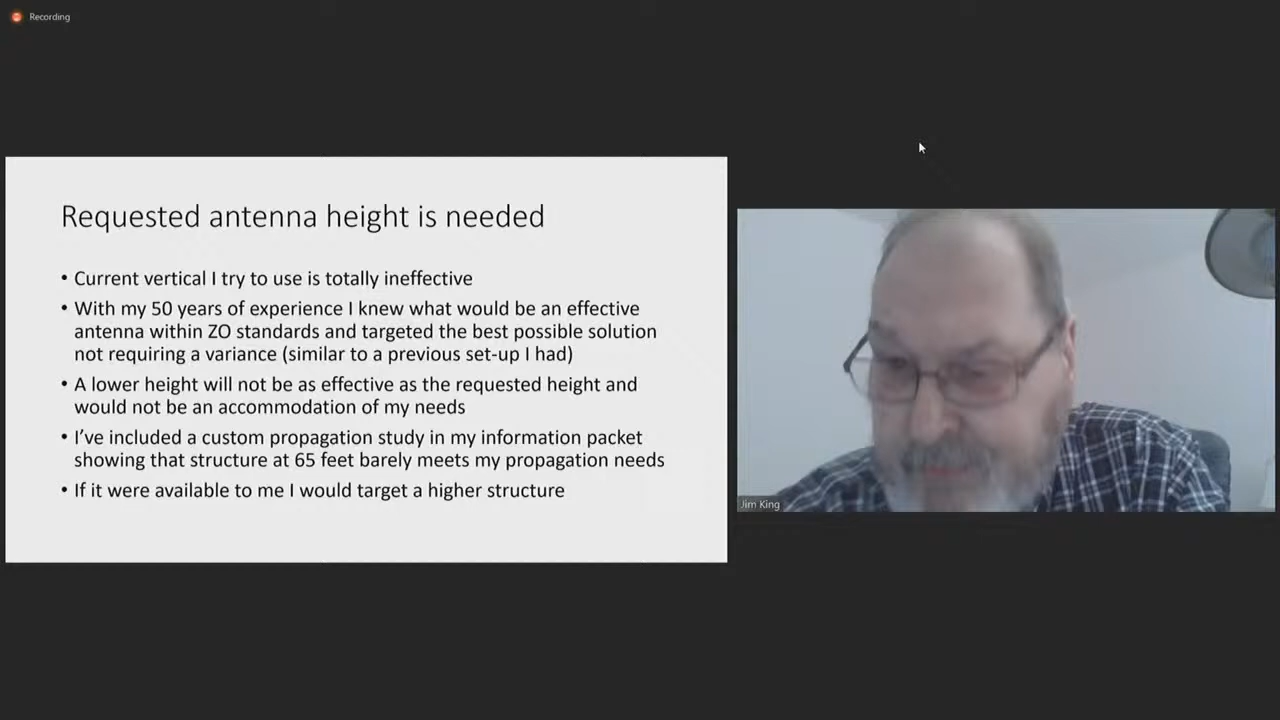 Recording
Requested antenna height is needed
• Current vertical I try to use is totally ineffective
• With my 50 years of experience I knew what would be an effective
antenna within ZO standards and targeted the best possible solution
not requiring a variance (similar to a previous set-up I had)
• A lower height will not be as effective as the requested height and
would not be an accommodation of my needs
• I've included a custom propagation study in my information packet
showing that structure at 65 feet barely meets my propagation needs
• If it were available to me I would target a higher structure
Jim King